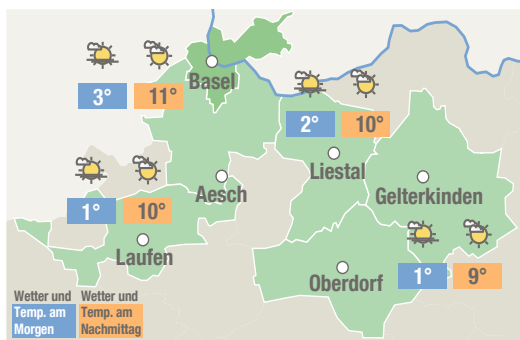 Basel
3° 11°
2° 10°
Liestal
Aesch
Gelterkinden
1° 10°
Laufen
Oberdorf
1° 9°
Wetter und Wetter und
Temp. am Temp. am
Morgen Nachmittag